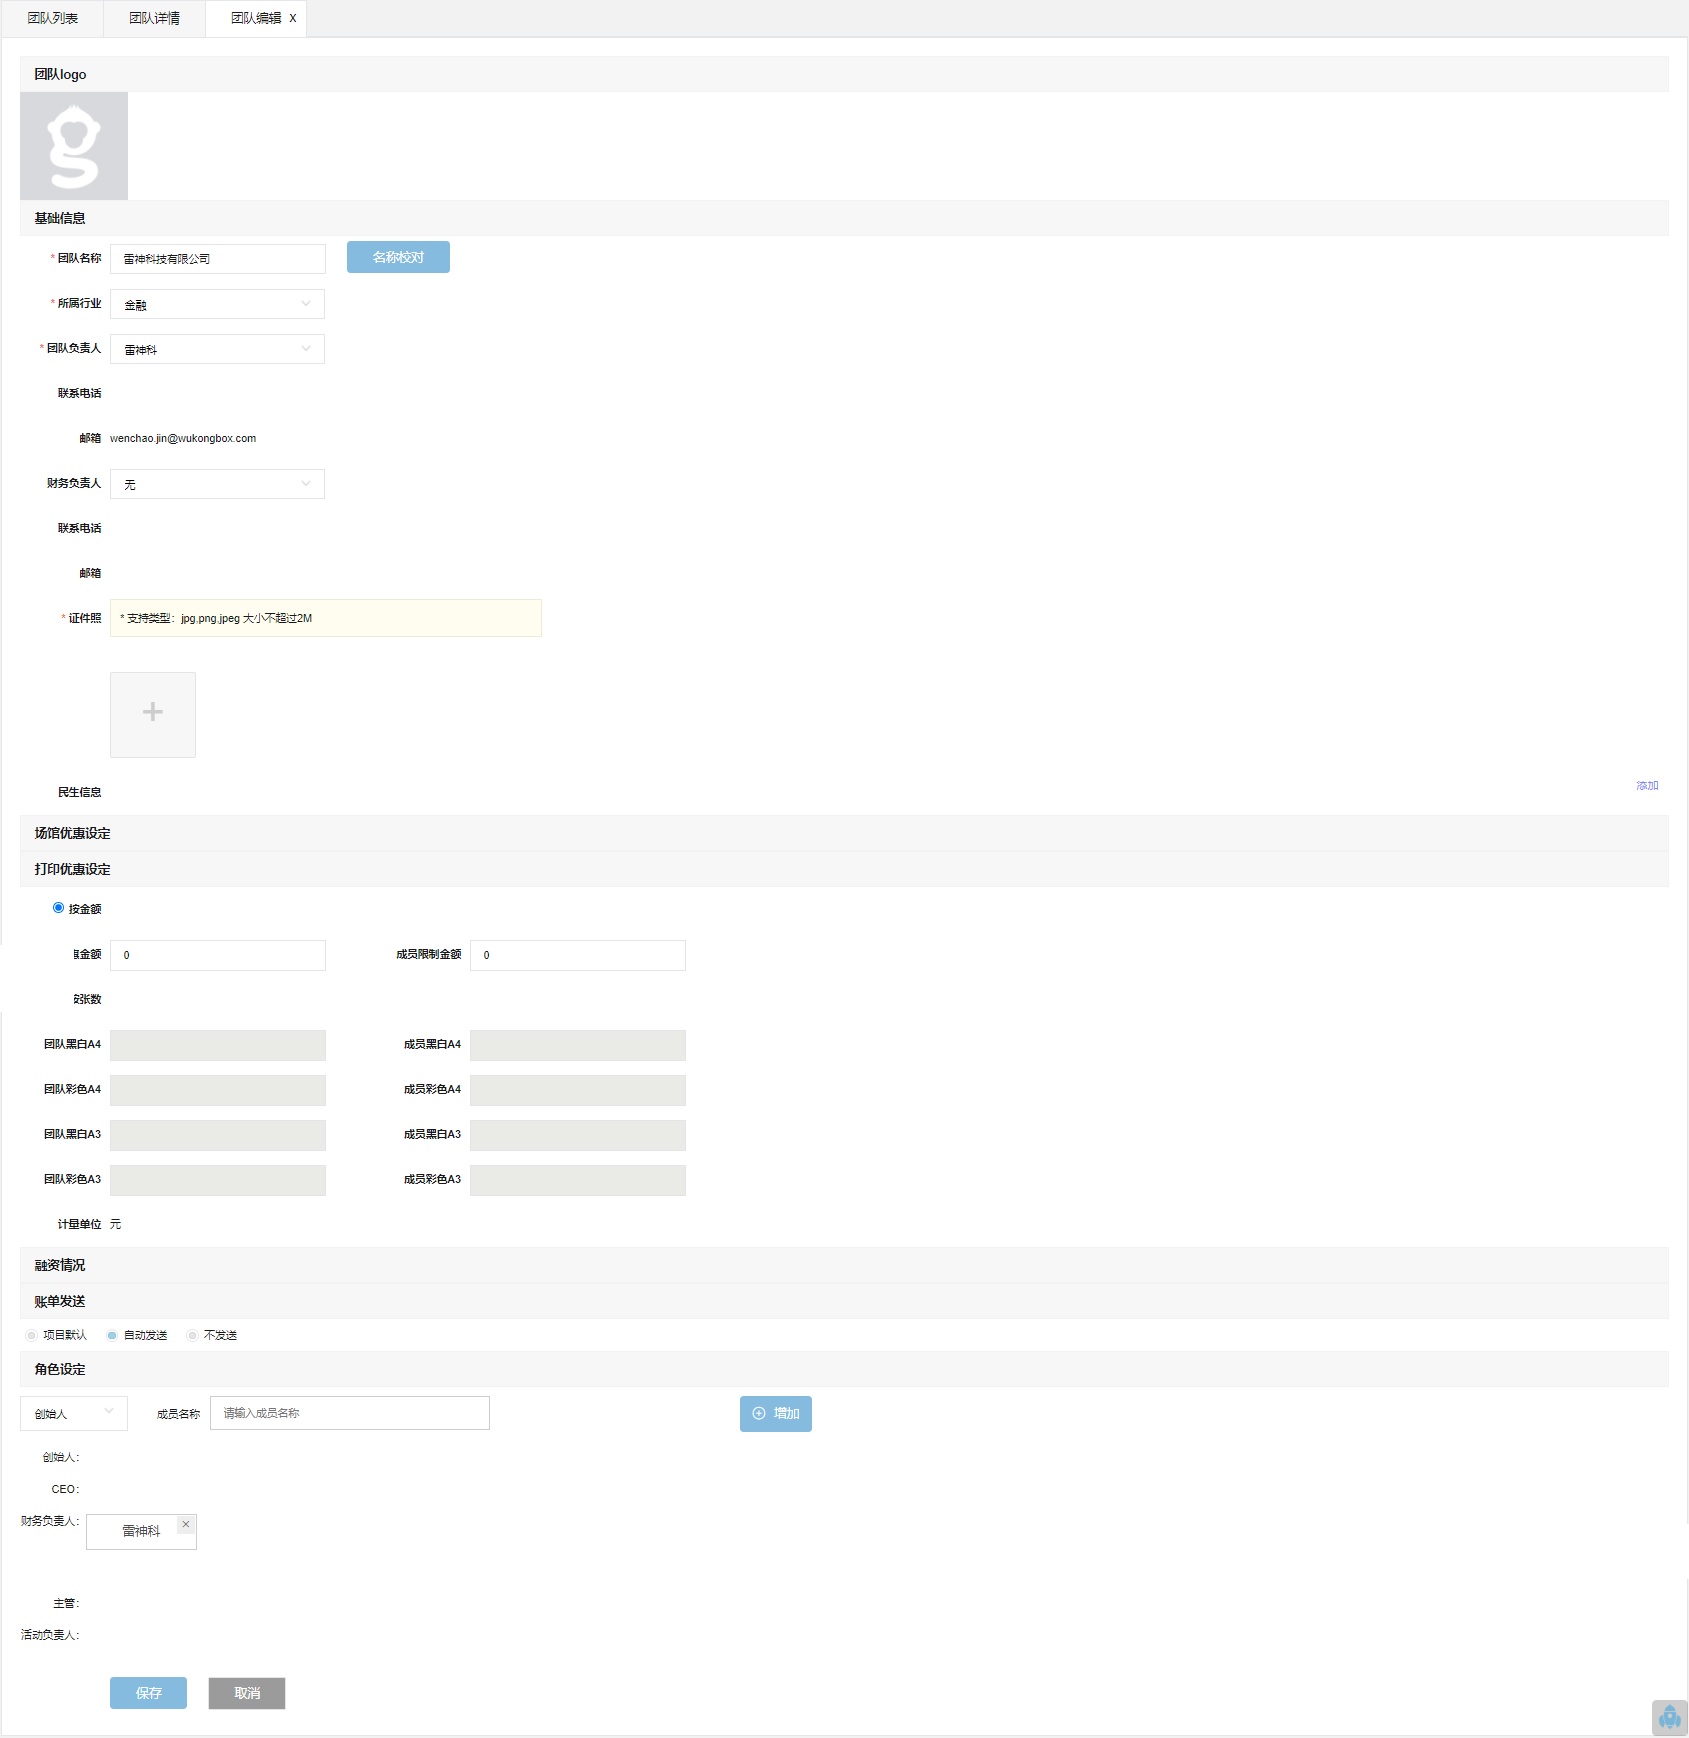 团队列表 团队详情 团队编辑 X
团队logo
基础信息
* 团队名称 雷神科技有限公司 名称校对
* 所属行业 金融
* 团队负责人 雷神科
联系电话
邮箱 wenchao.jin@wukongbox.com
财务负责人 无
联系电话
邮箱
* 证件照 * 支持类型：jpg,png,jpeg 大小不超过2M
民生信息 添加
场馆优惠设定
打印优惠设定
按金额
金额 0 成员限制金额 0
张数
团队黑白A4 成员黑白A4
团队彩色A4 成员彩色A4
团队黑白A3 成员黑白A3
团队彩色A3 成员彩色A3
计量单位 元
融资情况
账单发送
项目默认 自动发送 不发送
角色设定
创始人 成员名称 请输入成员名称 增加
创始人：
CEO：
财务负责人： 雷神科
主管：
活动负责人：
保存 取消